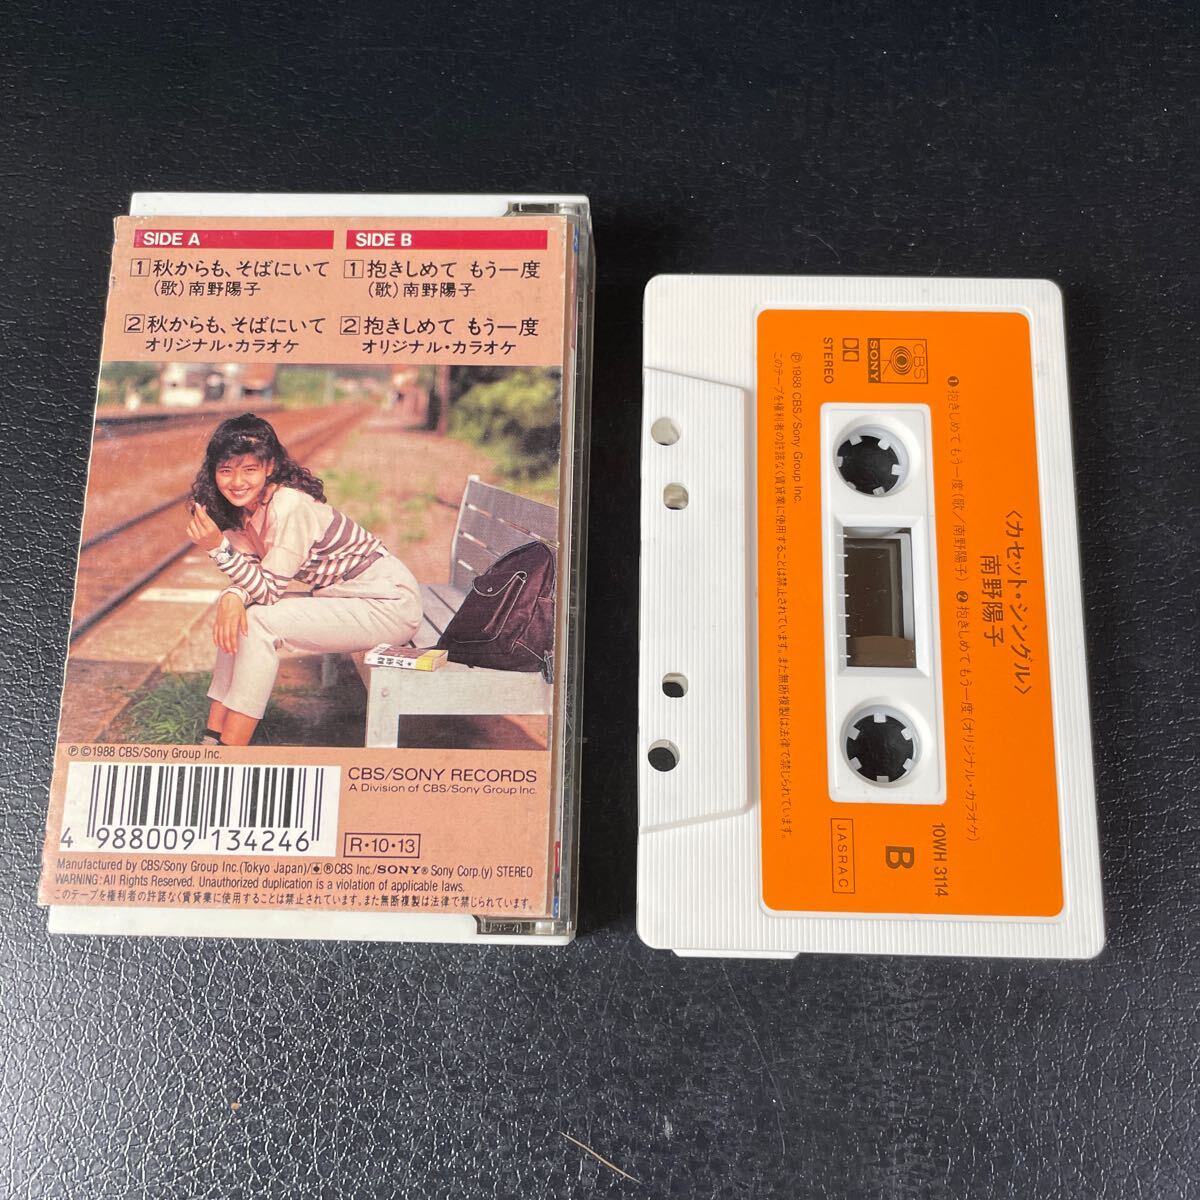 SIDE A
1 秋からも、そばにいて
(歌)南野陽子
2 秋からも、そばにいて
オリジナル・カラオケ
SIDE B
1 抱きしめて もう一度
(歌)南野陽子
2 抱きしめて もう一度
オリジナル・カラオケ
時刻表
Ⓟ©1988 CBS/Sony Group Inc.
4 988009 134246
CBS/SONY RECORDS
A Division of CBS/Sony Group Inc.
R・10・13
Manufactured by CBS/Sony Group Inc.(Tokyo Japan)/®CBS Inc./SONY® Sony Corp.(y) STEREO
WARNING: All Rights Reserved. Unauthorized duplication is a violation of applicable laws.
このテープを権利者の許諾なく賃貸業に使用することは禁止されています。また無断複製は法律で禁じられています。
〈カセット・シングル〉
南野陽子
❶抱きしめてもう一度(歌/南野陽子) ❷抱きしめてもう一度(オリジナル・カラオケ)
CBS
SONY
STEREO
10WH 3114
B
JASRAC
Ⓟ1988 CBS/Sony Group Inc.
このテープを権利者の許諾なく賃貸業に使用することは禁止されています。また無断複製は法律で禁じられています。